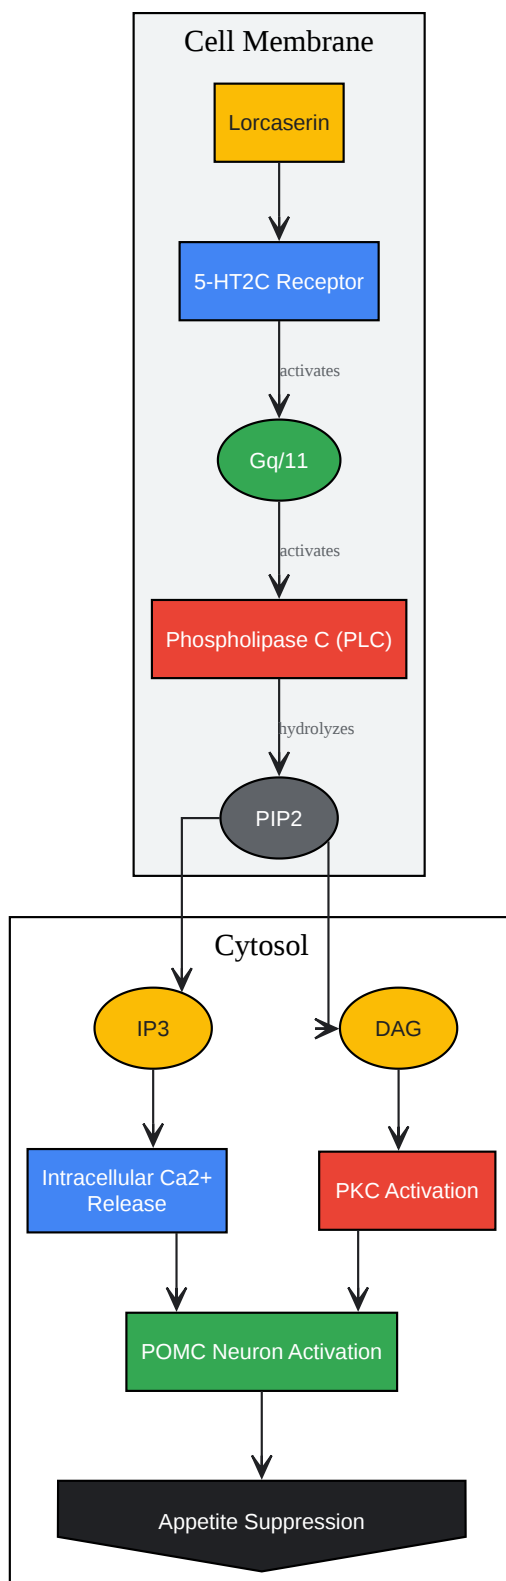 Cell Membrane
Lorcaserin
5-HT2C Receptor
activates
Gq/11
activates
Phospholipase C (PLC)
hydrolyzes
PIP2
Cytosol
IP3
DAG
Intracellular Ca2+
Release
PKC Activation
POMC Neuron Activation
Appetite Suppression